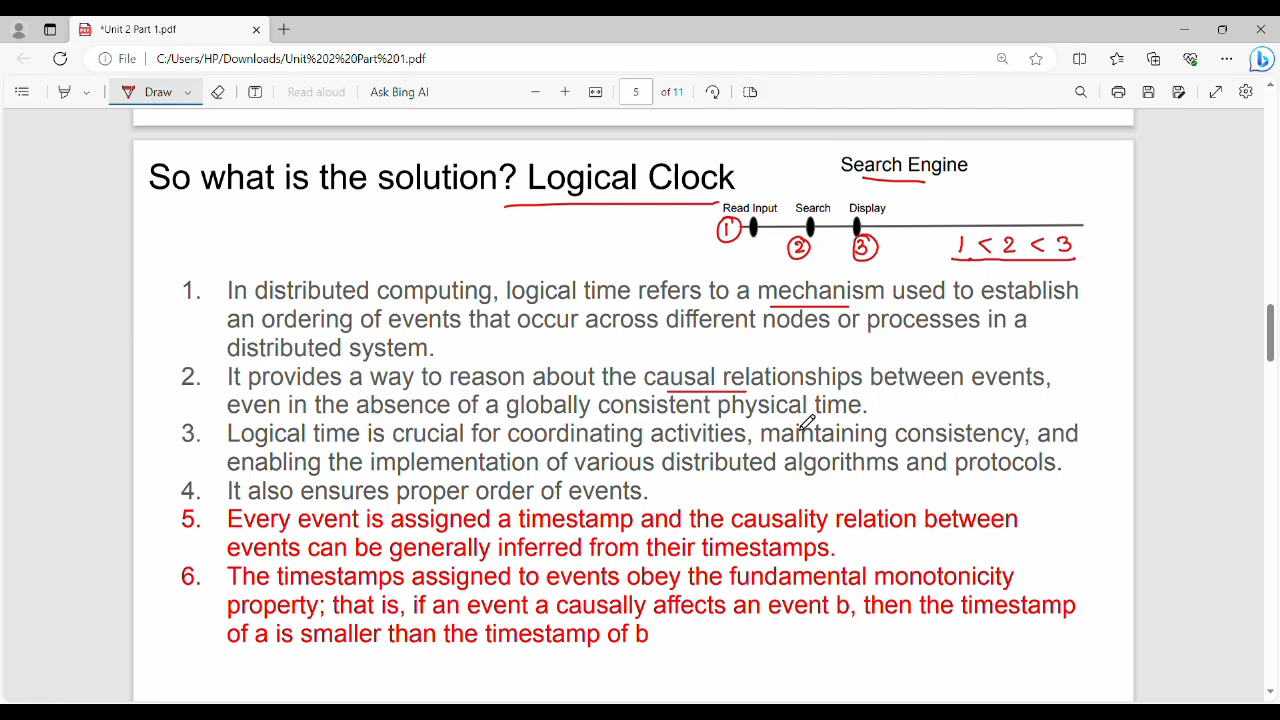 *Unit 2 Part 1.pdf
File
C:/Users/HP/Downloads/Unit%202%20Part%201.pdf
Draw
Read aloud
Ask Bing AI
5
of 11
So what is the solution? Logical Clock
Search Engine
Read Input Search Display
1 2 3
1 < 2 < 3
1. In distributed computing, logical time refers to a mechanism used to establish
an ordering of events that occur across different nodes or processes in a
distributed system.
2. It provides a way to reason about the causal relationships between events,
even in the absence of a globally consistent physical time.
3. Logical time is crucial for coordinating activities, maintaining consistency, and
enabling the implementation of various distributed algorithms and protocols.
4. It also ensures proper order of events.
5. Every event is assigned a timestamp and the causality relation between
events can be generally inferred from their timestamps.
6. The timestamps assigned to events obey the fundamental monotonicity
property; that is, if an event a causally affects an event b, then the timestamp
of a is smaller than the timestamp of b